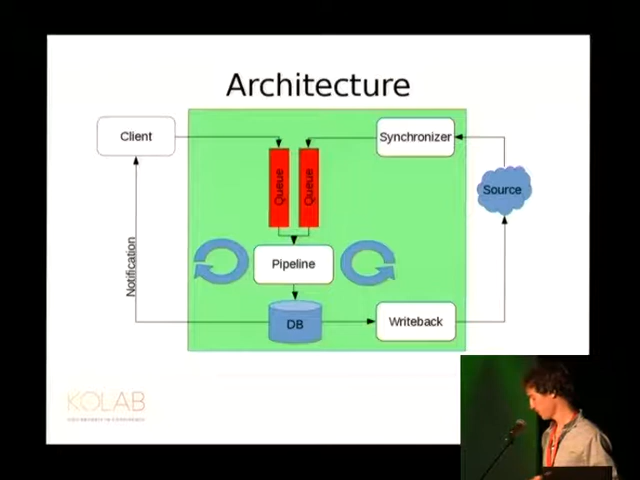 Architecture
Client
Synchronizer
Queue
Queue
Source
Notification
Pipeline
DB
Writeback
KOLAB